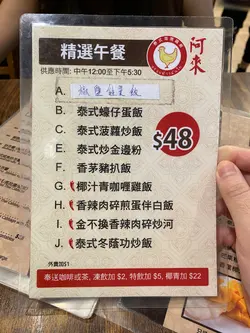 阿來
精選午餐
供應時間: 中午12:00至下午5:30
A.
B. 泰式蠔仔蛋飯
C. 泰式菠蘿炒飯
D. 泰式炒金邊粉
$48
F. 香茅豬扒飯
G. 椰汁青咖喱雞飯
H. 香辣肉碎煎蛋伴白飯
I. 金不換香辣肉碎炒河
J. 泰式冬蔭功炒飯
外賣加$1
奉送咖啡或茶, 凍飲加 $2, 特飲加 $5, 椰青加 $22